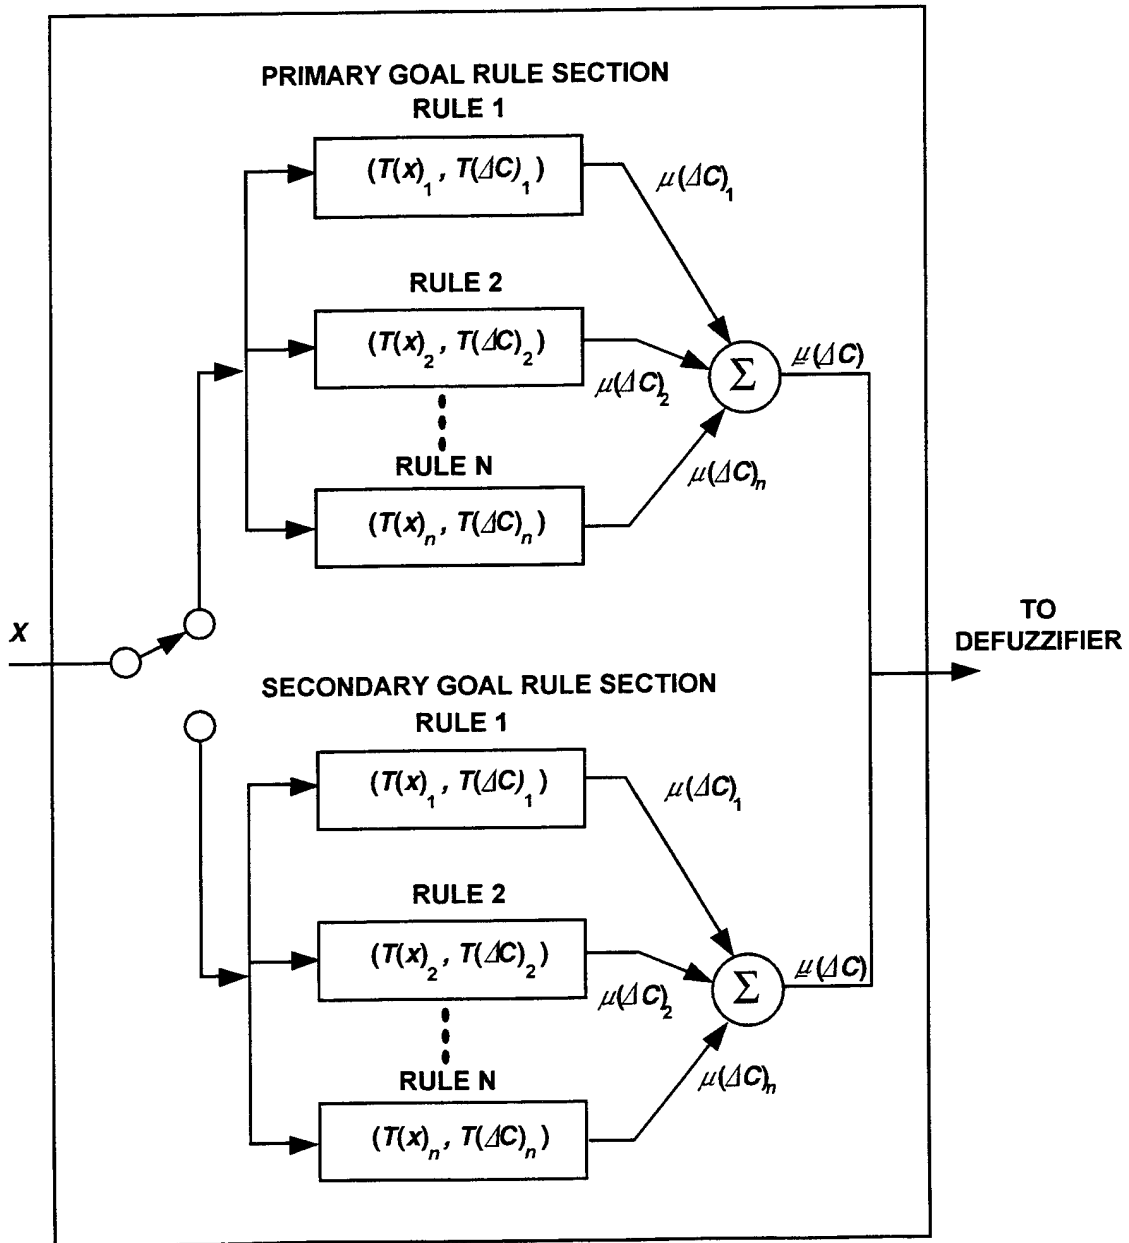 PRIMARY GOAL RULE SECTION
RULE 1
(T(x)₁, T(ΔC)₁)
μ(ΔC)₁
RULE 2
(T(x)₂, T(ΔC)₂)
μ(ΔC)₂
Σ
μ(ΔC)
RULE N
(T(x)ₙ, T(ΔC)ₙ)
μ(ΔC)ₙ
X
TO
DEFUZZIFIER
SECONDARY GOAL RULE SECTION
RULE 1
(T(x)₁, T(ΔC)₁)
μ(ΔC)₁
RULE 2
(T(x)₂, T(ΔC)₂)
μ(ΔC)₂
Σ
μ(ΔC)
RULE N
(T(x)ₙ, T(ΔC)ₙ)
μ(ΔC)ₙ